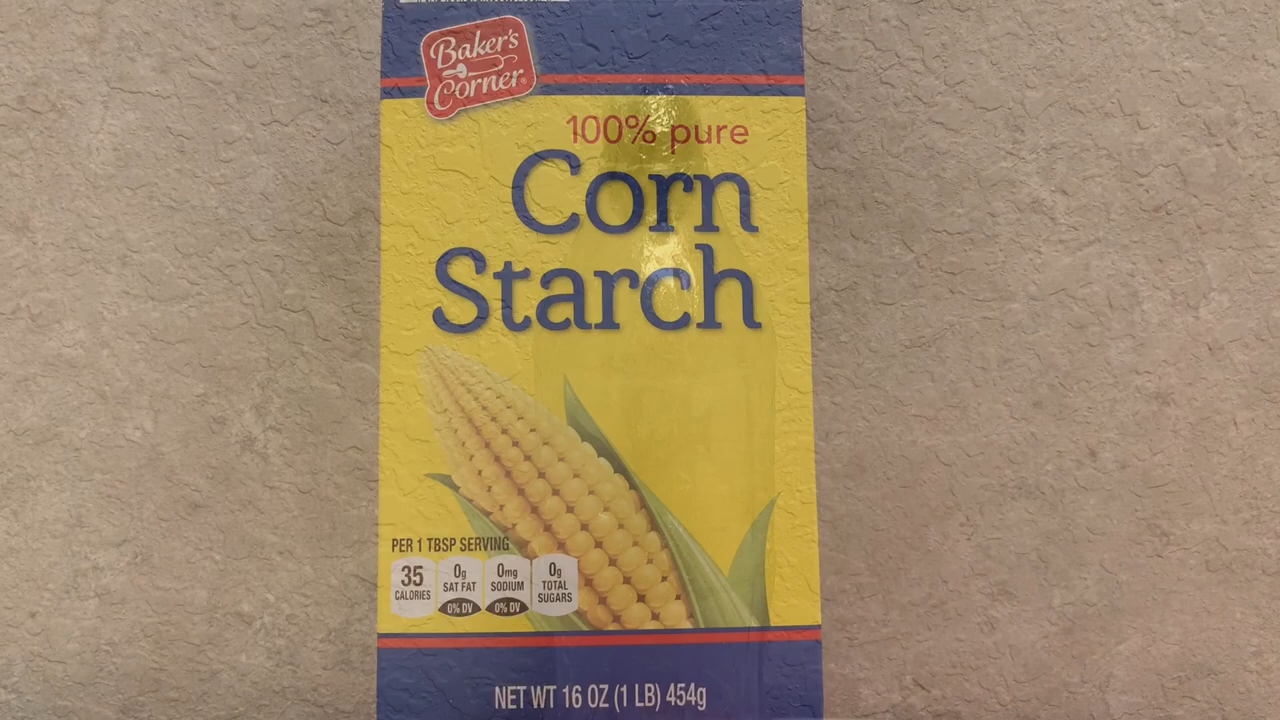 Baker's
Corner®
100% pure
Corn
Starch
PER 1 TBSP SERVING
35
CALORIES
0g
SAT FAT
0% DV
0mg
SODIUM
0% DV
0g
TOTAL
SUGARS
NET WT 16 OZ (1 LB) 454g